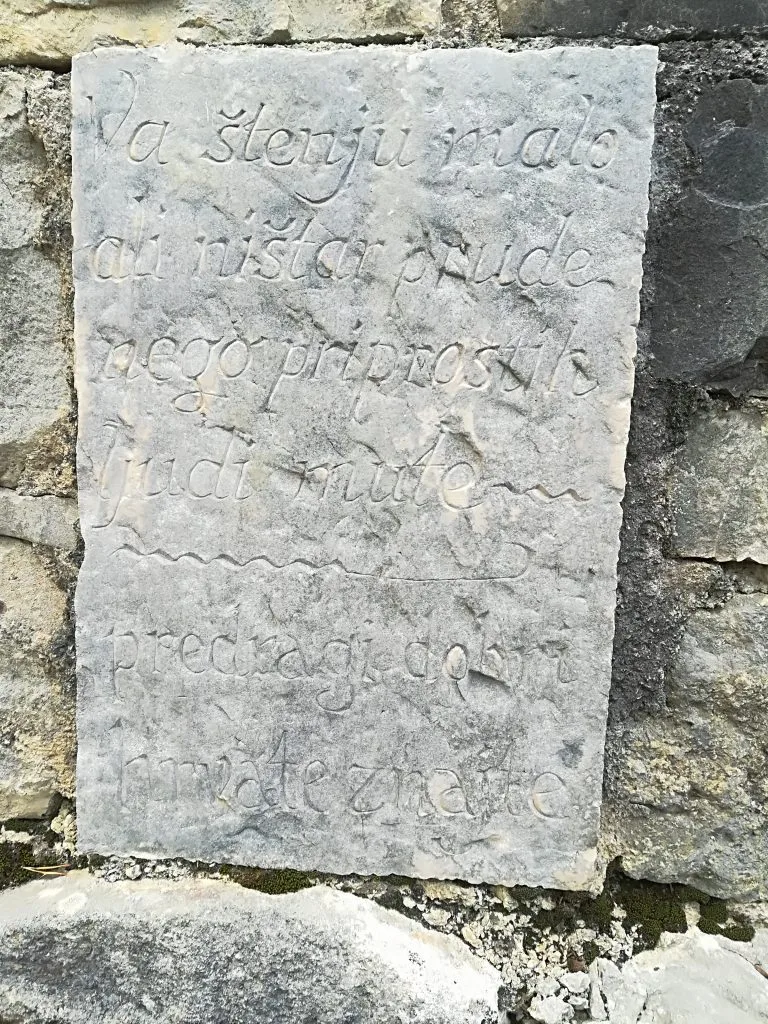 Va štenju malo
ali ništar prude
nego priprostih
ljudi mute
predragi dobri
hrvate znajte